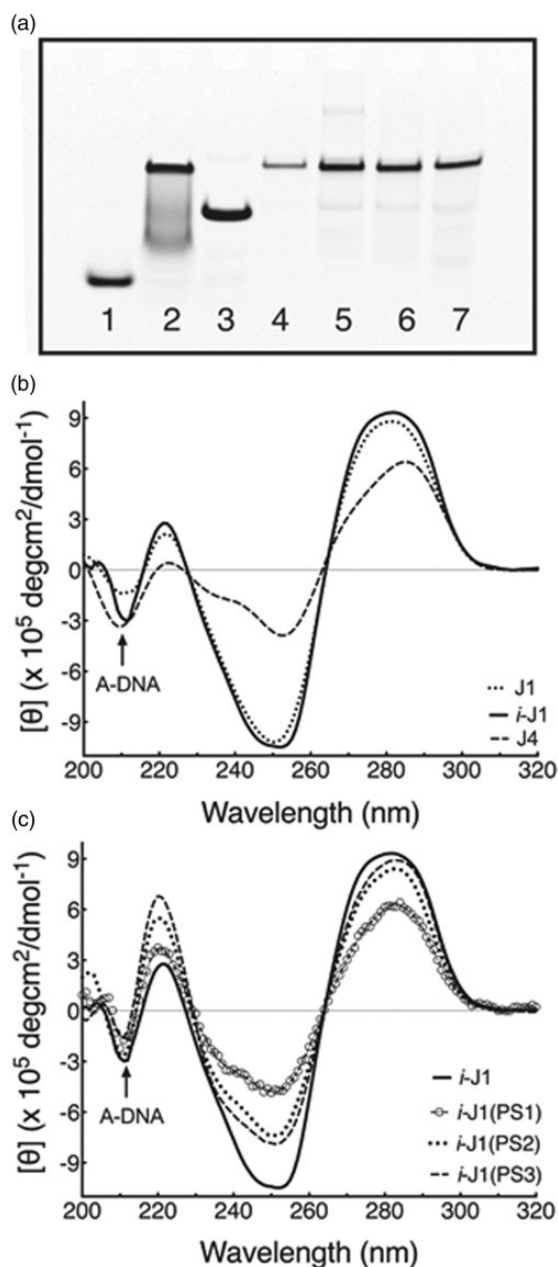 (a)
1 2 3 4 5 6 7
(b)
[θ] (x 10⁵ degcm²/dmol⁻¹)
9
6
3
0
-3
-6
-9
A-DNA
J1
i-J1
J4
200 220 240 260 280 300 320
Wavelength (nm)
(c)
[θ] (x 10⁵ degcm²/dmol⁻¹)
9
6
3
0
-3
-6
-9
A-DNA
i-J1
i-J1(PS1)
i-J1(PS2)
i-J1(PS3)
200 220 240 260 280 300 320
Wavelength (nm)